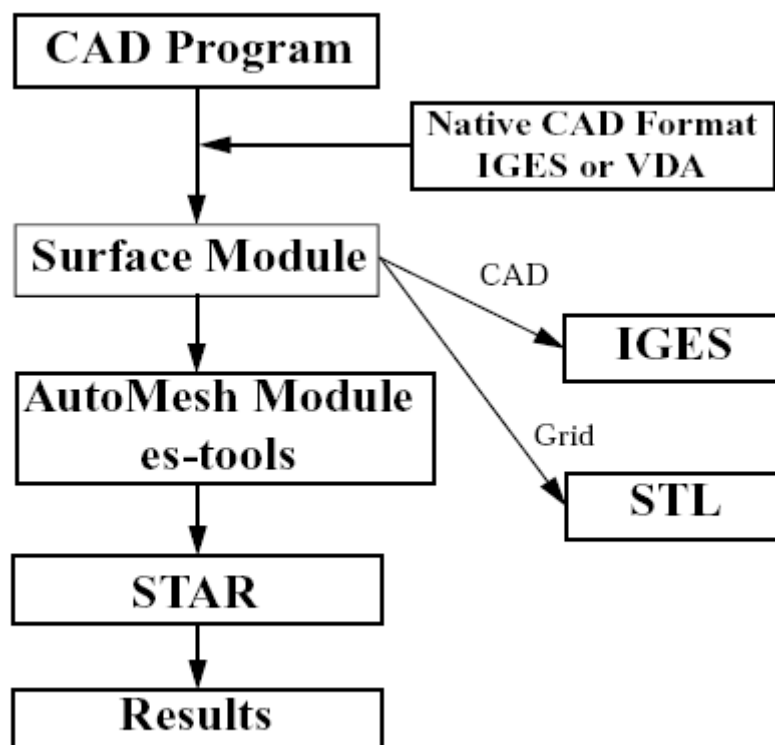 CAD Program
Native CAD Format
IGES or VDA
Surface Module
CAD
IGES
AutoMesh Module
es-tools
Grid
STL
STAR
Results